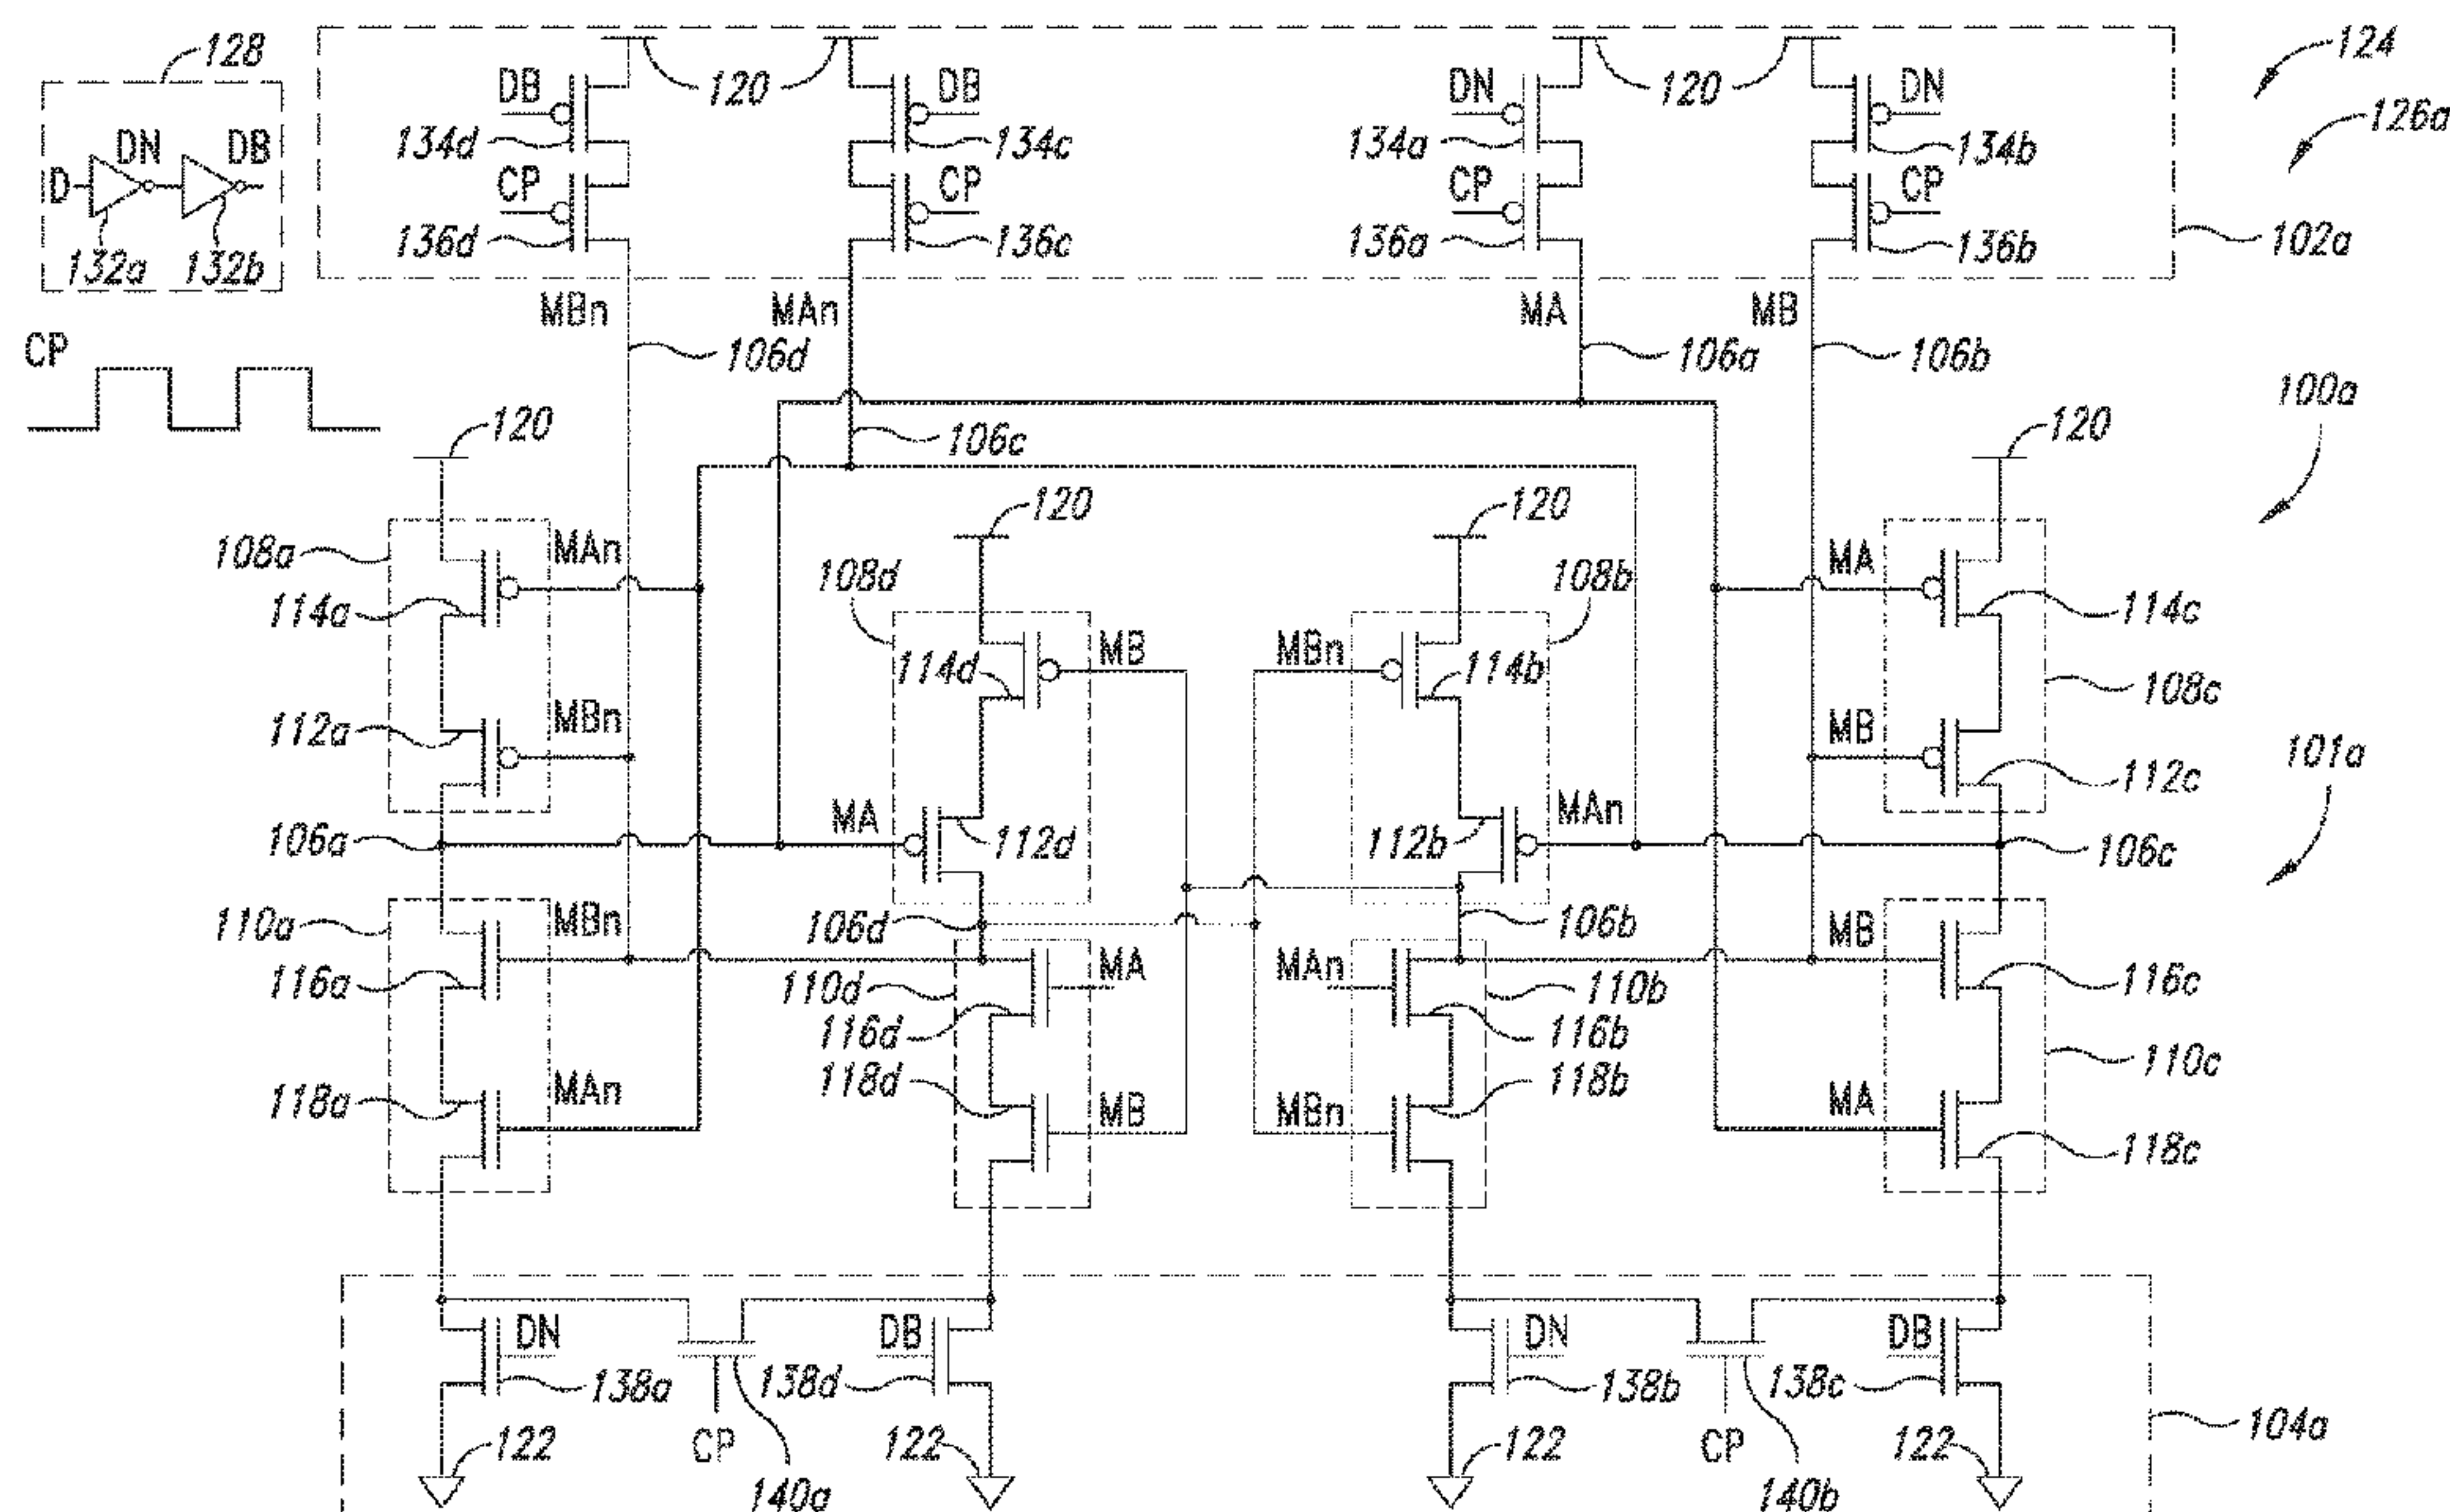 128
124
DB
120
DB
DN
120
DN
126a
DN
DB
134d
134c
134a
134b
D
CP
CP
CP
CP
132a
132b
136d
136c
136a
136b
102a
MBn
MAn
MA
MB
CP
106d
106a
106b
100a
120
106c
120
120
120
108a
MAn
108d
108b
MA
114a
MB
MBn
114c
114d
114b
108c
112a
MBn
MB
101a
MA
MAn
112c
106a
112d
112b
106c
110a
MBn
106d
106b
MB
116a
MA
MAn
110d
110b
116c
116d
116b
110c
118a
MAn
118d
MB
MBn
118b
MA
118c
DN
DB
DN
DB
138a
138d
138b
138c
122
CP
122
122
CP
122
104a
140a
140b